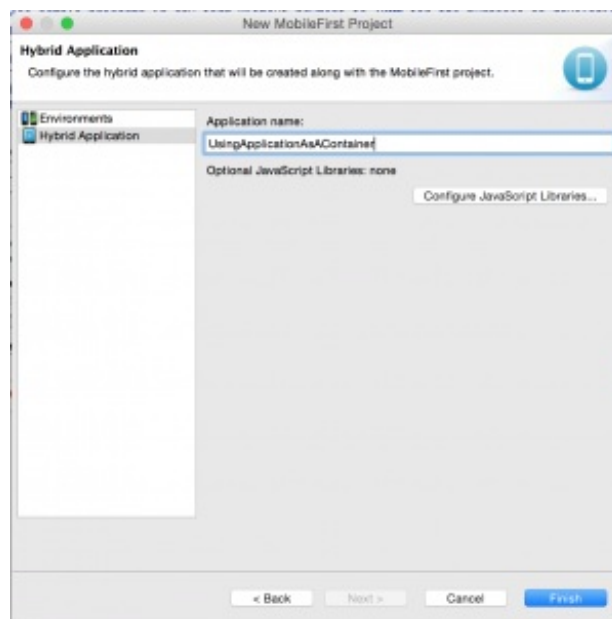 New MobileFirst Project
Hybrid Application
Configure the hybrid application that will be created along with the MobileFirst project.
Environments
Hybrid Application
Application name:
UsingApplicationAsAContainer
Optional JavaScript Libraries: none
Configure JavaScript Libraries...
< Back
Next >
Cancel
Finish